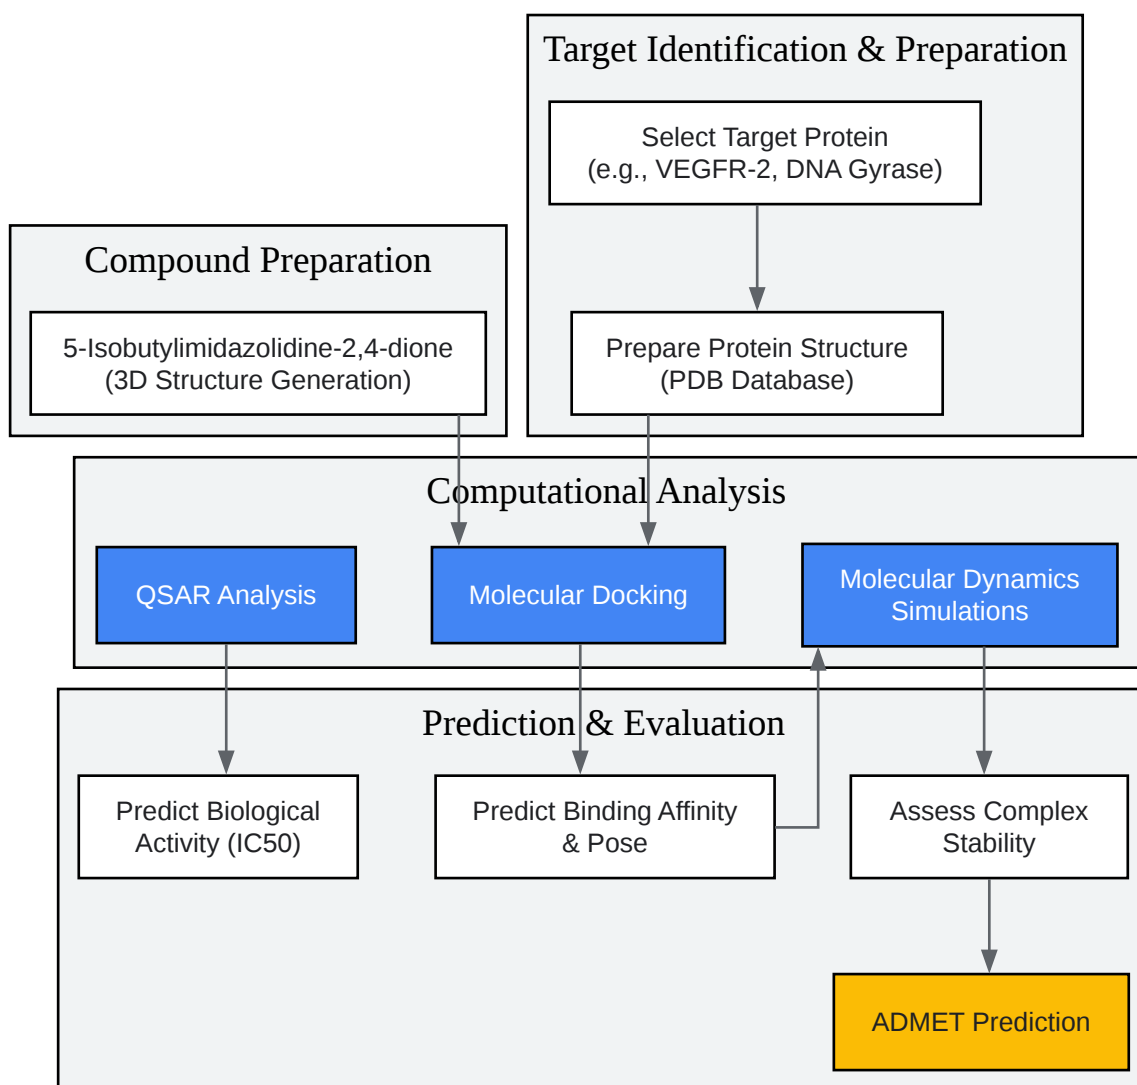 Target Identification & Preparation
Select Target Protein
(e.g., VEGFR-2, DNA Gyrase)
Compound Preparation
5-Isobutylimidazolidine-2,4-dione
(3D Structure Generation)
Prepare Protein Structure
(PDB Database)
Computational Analysis
QSAR Analysis
Molecular Docking
Molecular Dynamics
Simulations
Prediction & Evaluation
Predict Biological
Activity (IC50)
Predict Binding Affinity
& Pose
Assess Complex
Stability
ADMET Prediction